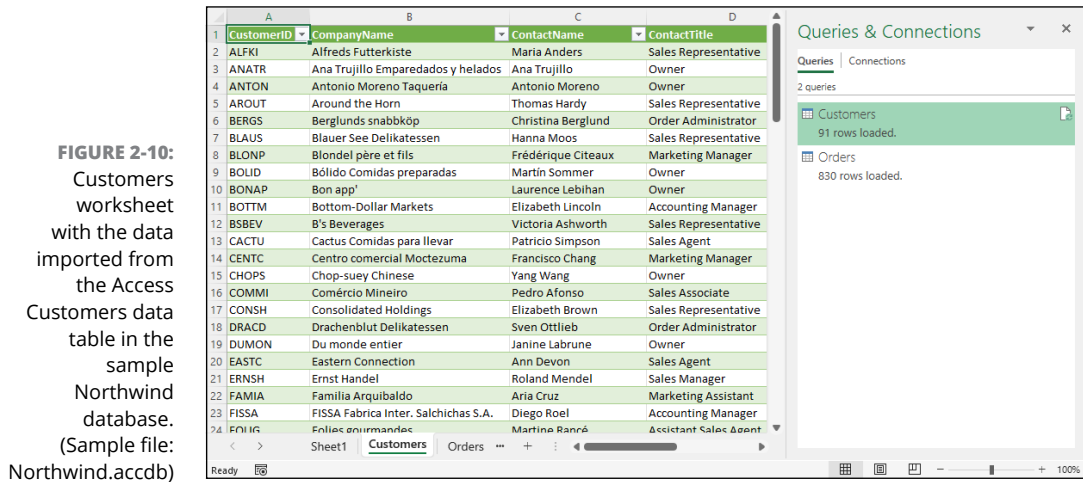 FIGURE 2-10:
Customers
worksheet
with the data
imported from
the Access
Customers data
table in the
sample
Northwind
database.
(Sample file:
Northwind.accdb)
A B C D
1 CustomerID CompanyName ContactName ContactTitle
2 ALFKI Alfreds Futterkiste Maria Anders Sales Representative
3 ANATR Ana Trujillo Emparedados y helados Ana Trujillo Owner
4 ANTON Antonio Moreno Taquería Antonio Moreno Owner
5 AROUT Around the Horn Thomas Hardy Sales Representative
6 BERGS Berglunds snabbköp Christina Berglund Order Administrator
7 BLAUS Blauer See Delikatessen Hanna Moos Sales Representative
8 BLONP Blondel père et fils Frédérique Citeaux Marketing Manager
9 BOLID Bólido Comidas preparadas Martín Sommer Owner
10 BONAP Bon app' Laurence Lebihan Owner
11 BOTTM Bottom-Dollar Markets Elizabeth Lincoln Accounting Manager
12 BSBEV B's Beverages Victoria Ashworth Sales Representative
13 CACTU Cactus Comidas para llevar Patricio Simpson Sales Agent
14 CENTC Centro comercial Moctezuma Francisco Chang Marketing Manager
15 CHOPS Chop-suey Chinese Yang Wang Owner
16 COMMI Comércio Mineiro Pedro Afonso Sales Associate
17 CONSH Consolidated Holdings Elizabeth Brown Sales Representative
18 DRACD Drachenblut Delikatessen Sven Ottlieb Order Administrator
19 DUMON Du monde entier Janine Labrune Owner
20 EASTC Eastern Connection Ann Devon Sales Agent
21 ERNSH Ernst Handel Roland Mendel Sales Manager
22 FAMIA Familia Arquibaldo Aria Cruz Marketing Assistant
23 FISSA FISSA Fabrica Inter. Salchichas S.A. Diego Roel Accounting Manager
24 FOLIG Folies gourmandes Martine Rancé Assistant Sales Agent
Sheet1 Customers Orders ··· +
Ready
Queries & Connections
Queries | Connections
2 queries
Customers
91 rows loaded.
Orders
830 rows loaded.
- + 100%